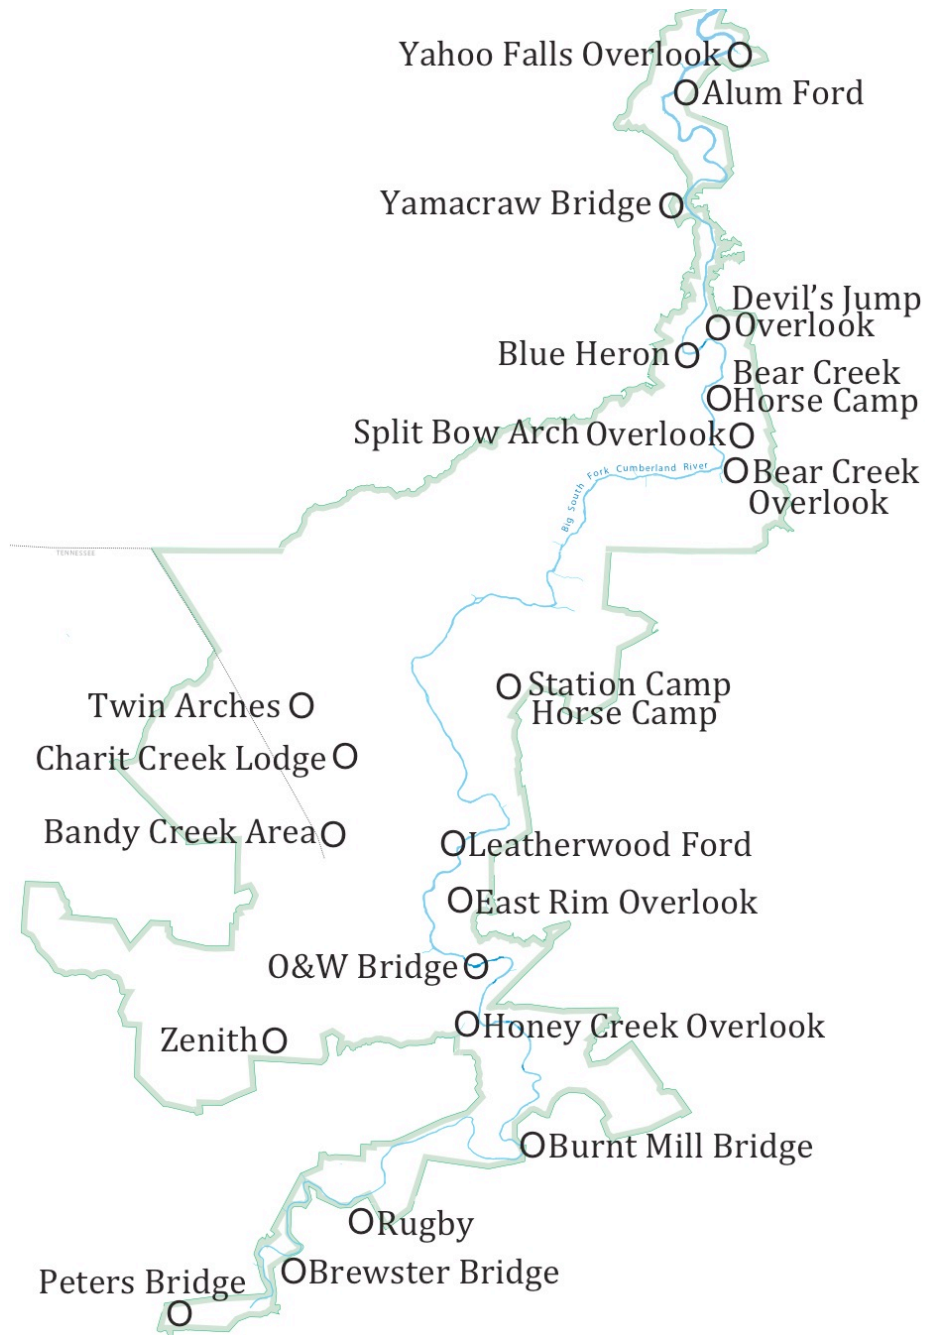 Yahoo Falls Overlook
Alum Ford
Yamacraw Bridge
Devil's Jump
Overlook
Blue Heron
Bear Creek
Horse Camp
Split Bow Arch Overlook
Big South Fork Cumberland River
Bear Creek
Overlook
TENNESSEE
Station Camp
Horse Camp
Twin Arches
Charit Creek Lodge
Bandy Creek Area
Leatherwood Ford
East Rim Overlook
O&W Bridge
Honey Creek Overlook
Zenith
Burnt Mill Bridge
Rugby
Brewster Bridge
Peters Bridge